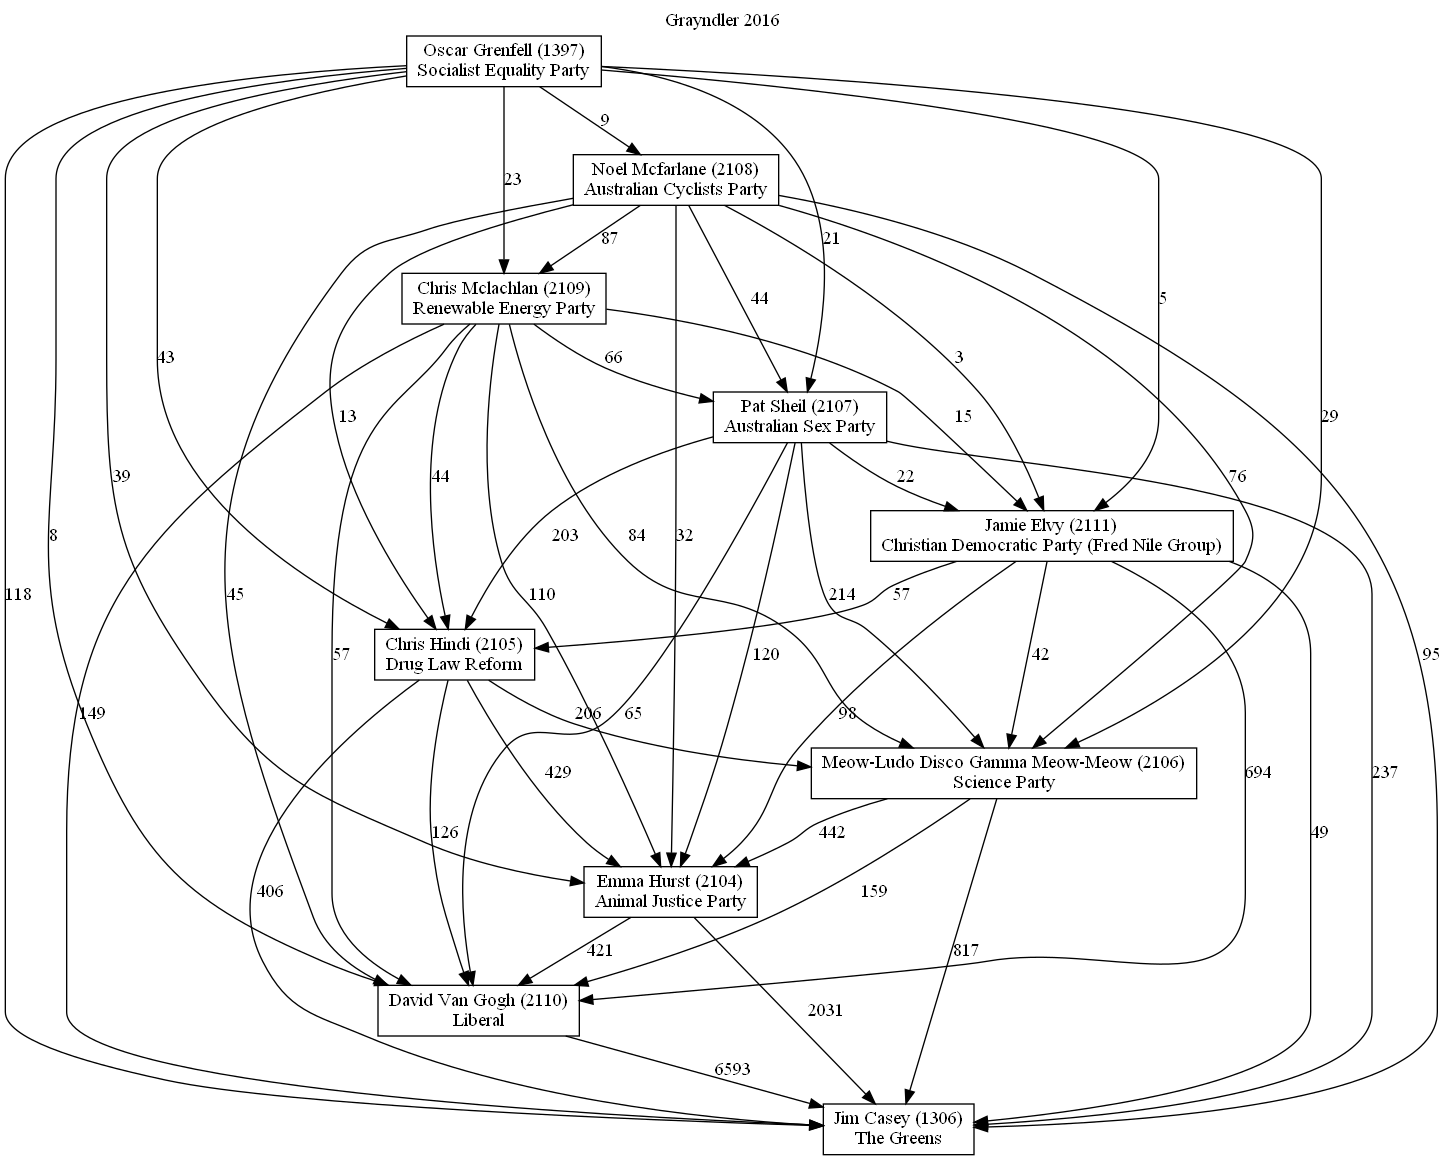 Grayndler 2016
Oscar Grenfell (1397)
Socialist Equality Party
9
Noel Mcfarlane (2108)
Australian Cyclists Party
23
87
21
Chris Mclachlan (2109)
Renewable Energy Party
44
5
43
66
3
Pat Sheil (2107)
Australian Sex Party
13
15
29
39
44
22
76
Jamie Elvy (2111)
Christian Democratic Party (Fred Nile Group)
8
203
84
32
118
45
110
214
57
Chris Hindi (2105)
Drug Law Reform
57
120
42
95
149
206
65
98
Meow-Ludo Disco Gamma Meow-Meow (2106)
Science Party
429
694
237
126
442
49
Emma Hurst (2104)
Animal Justice Party
406
159
421
817
David Van Gogh (2110)
Liberal
2031
6593
Jim Casey (1306)
The Greens